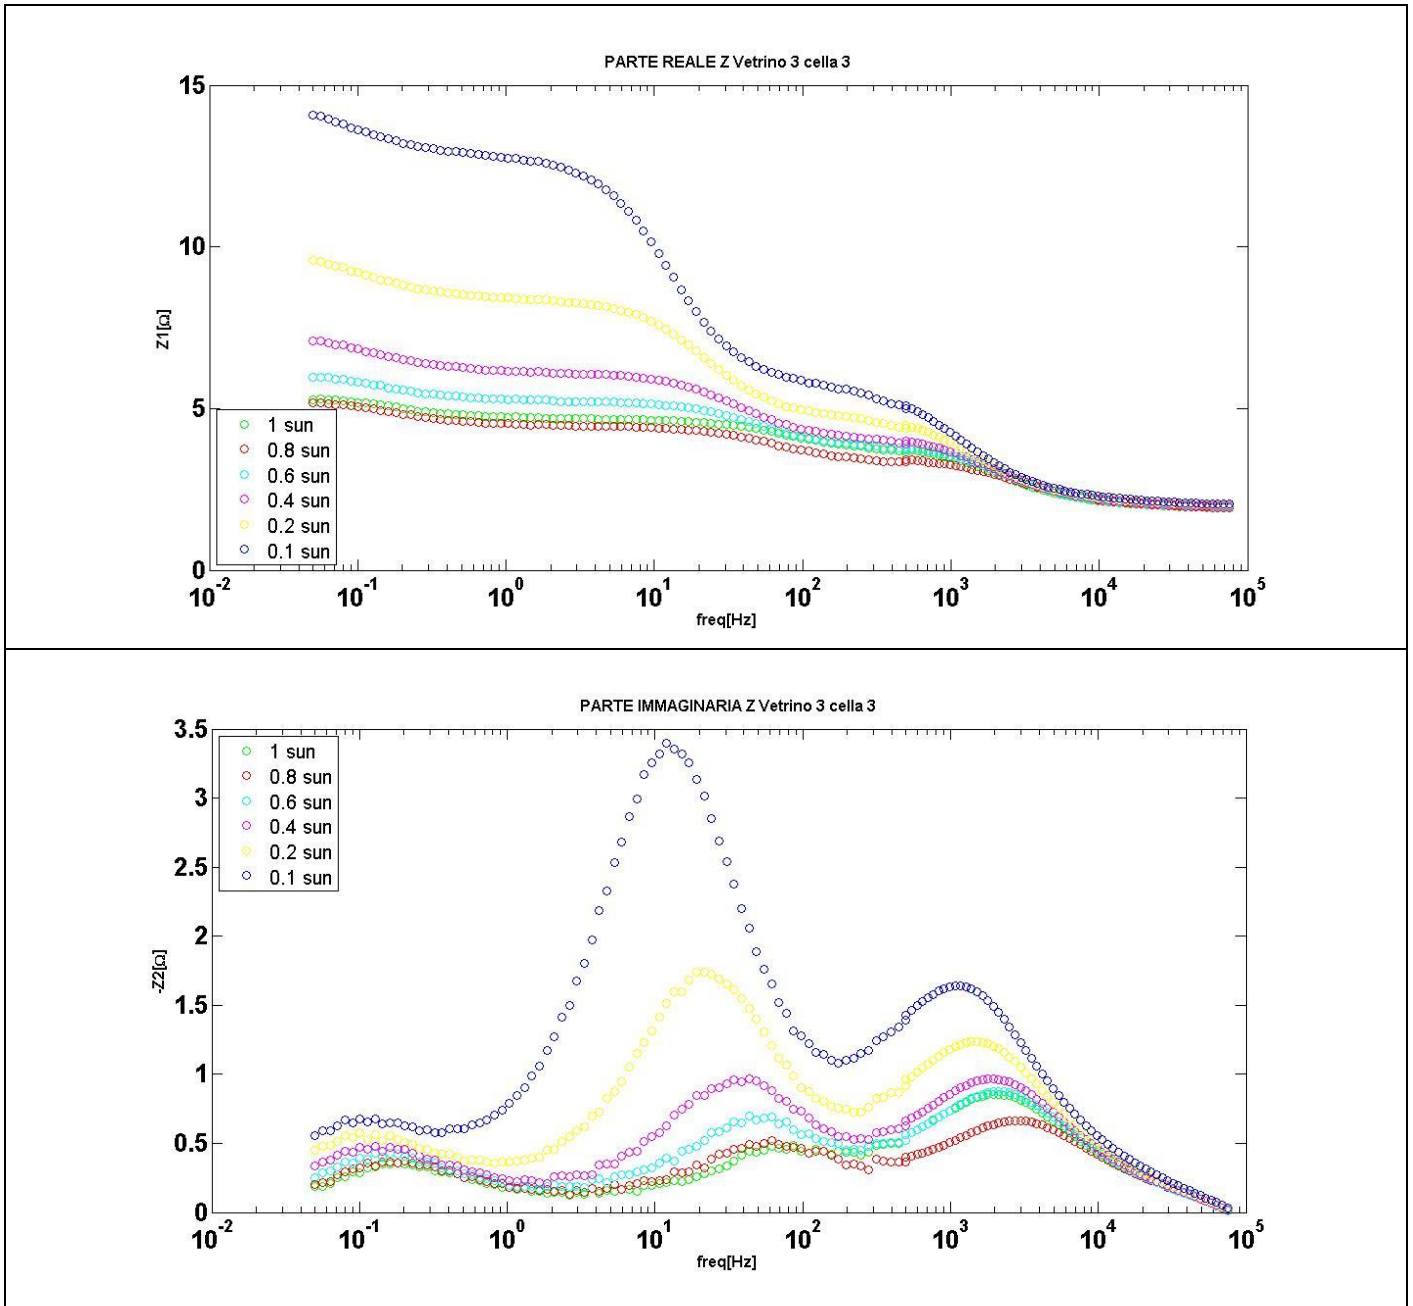 PARTE REALE Z Vetrino 3 cella 3
15
10
5
0
Z1[Ω]
1 sun
0.8 sun
0.6 sun
0.4 sun
0.2 sun
0.1 sun
10^-2 10^-1 10^0 10^1 10^2 10^3 10^4 10^5
freq[Hz]
PARTE IMMAGINARIA Z Vetrino 3 cella 3
3.5
3
2.5
2
1.5
1
0.5
0
-Z2[Ω]
1 sun
0.8 sun
0.6 sun
0.4 sun
0.2 sun
0.1 sun
10^-2 10^-1 10^0 10^1 10^2 10^3 10^4 10^5
freq[Hz]